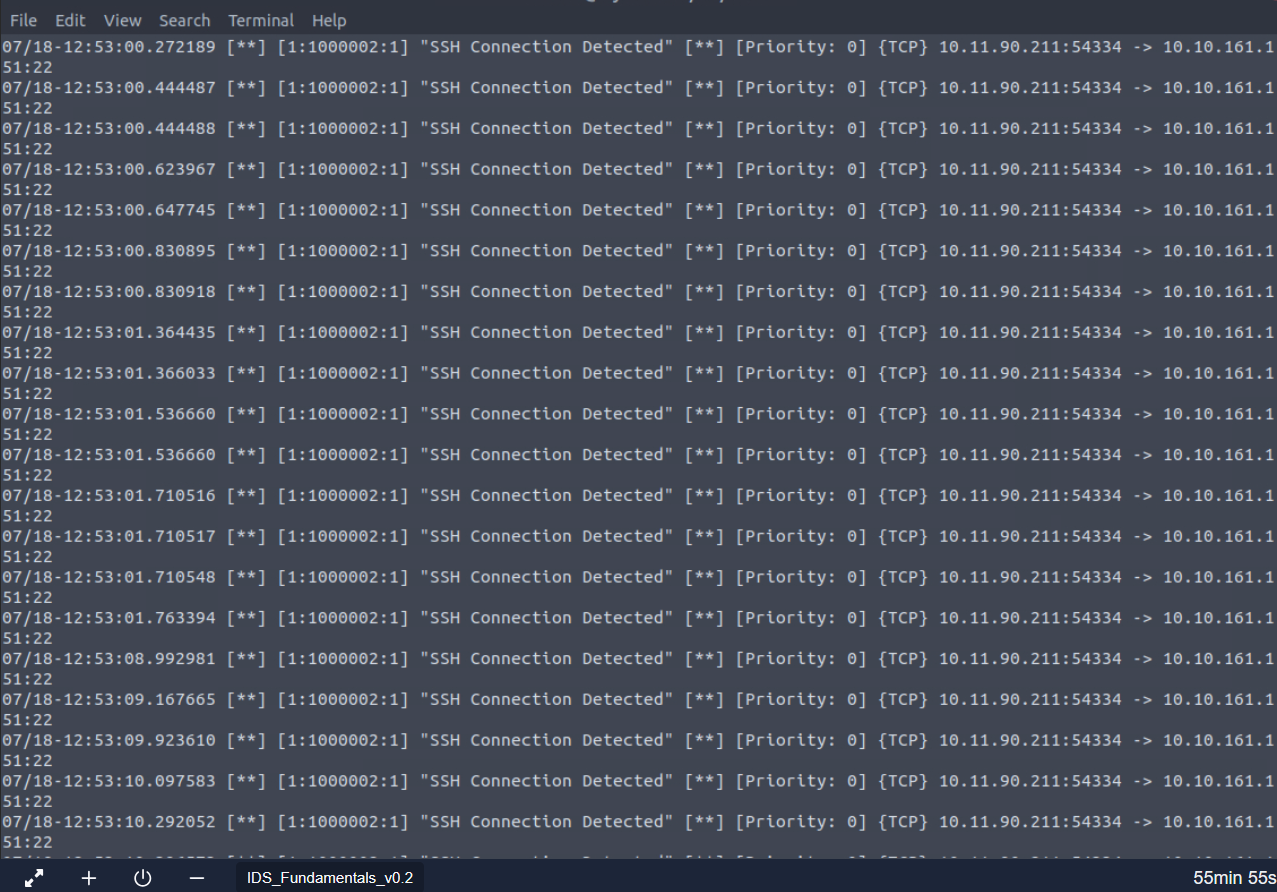 File Edit View Search Terminal Help
07/18-12:53:00.272189 [**] [1:1000002:1] "SSH Connection Detected" [**] [Priority: 0] {TCP} 10.11.90.211:54334 -> 10.10.161.1
51:22
07/18-12:53:00.444487 [**] [1:1000002:1] "SSH Connection Detected" [**] [Priority: 0] {TCP} 10.11.90.211:54334 -> 10.10.161.1
51:22
07/18-12:53:00.444488 [**] [1:1000002:1] "SSH Connection Detected" [**] [Priority: 0] {TCP} 10.11.90.211:54334 -> 10.10.161.1
51:22
07/18-12:53:00.623967 [**] [1:1000002:1] "SSH Connection Detected" [**] [Priority: 0] {TCP} 10.11.90.211:54334 -> 10.10.161.1
51:22
07/18-12:53:00.647745 [**] [1:1000002:1] "SSH Connection Detected" [**] [Priority: 0] {TCP} 10.11.90.211:54334 -> 10.10.161.1
51:22
07/18-12:53:00.830895 [**] [1:1000002:1] "SSH Connection Detected" [**] [Priority: 0] {TCP} 10.11.90.211:54334 -> 10.10.161.1
51:22
07/18-12:53:00.830918 [**] [1:1000002:1] "SSH Connection Detected" [**] [Priority: 0] {TCP} 10.11.90.211:54334 -> 10.10.161.1
51:22
07/18-12:53:01.364435 [**] [1:1000002:1] "SSH Connection Detected" [**] [Priority: 0] {TCP} 10.11.90.211:54334 -> 10.10.161.1
51:22
07/18-12:53:01.366033 [**] [1:1000002:1] "SSH Connection Detected" [**] [Priority: 0] {TCP} 10.11.90.211:54334 -> 10.10.161.1
51:22
07/18-12:53:01.536660 [**] [1:1000002:1] "SSH Connection Detected" [**] [Priority: 0] {TCP} 10.11.90.211:54334 -> 10.10.161.1
51:22
07/18-12:53:01.536660 [**] [1:1000002:1] "SSH Connection Detected" [**] [Priority: 0] {TCP} 10.11.90.211:54334 -> 10.10.161.1
51:22
07/18-12:53:01.710516 [**] [1:1000002:1] "SSH Connection Detected" [**] [Priority: 0] {TCP} 10.11.90.211:54334 -> 10.10.161.1
51:22
07/18-12:53:01.710517 [**] [1:1000002:1] "SSH Connection Detected" [**] [Priority: 0] {TCP} 10.11.90.211:54334 -> 10.10.161.1
51:22
07/18-12:53:01.710548 [**] [1:1000002:1] "SSH Connection Detected" [**] [Priority: 0] {TCP} 10.11.90.211:54334 -> 10.10.161.1
51:22
07/18-12:53:01.763394 [**] [1:1000002:1] "SSH Connection Detected" [**] [Priority: 0] {TCP} 10.11.90.211:54334 -> 10.10.161.1
51:22
07/18-12:53:08.992981 [**] [1:1000002:1] "SSH Connection Detected" [**] [Priority: 0] {TCP} 10.11.90.211:54334 -> 10.10.161.1
51:22
07/18-12:53:09.167665 [**] [1:1000002:1] "SSH Connection Detected" [**] [Priority: 0] {TCP} 10.11.90.211:54334 -> 10.10.161.1
51:22
07/18-12:53:09.923610 [**] [1:1000002:1] "SSH Connection Detected" [**] [Priority: 0] {TCP} 10.11.90.211:54334 -> 10.10.161.1
51:22
07/18-12:53:10.097583 [**] [1:1000002:1] "SSH Connection Detected" [**] [Priority: 0] {TCP} 10.11.90.211:54334 -> 10.10.161.1
51:22
07/18-12:53:10.292052 [**] [1:1000002:1] "SSH Connection Detected" [**] [Priority: 0] {TCP} 10.11.90.211:54334 -> 10.10.161.1
51:22
IDS_Fundamentals_v0.2 55min 55s